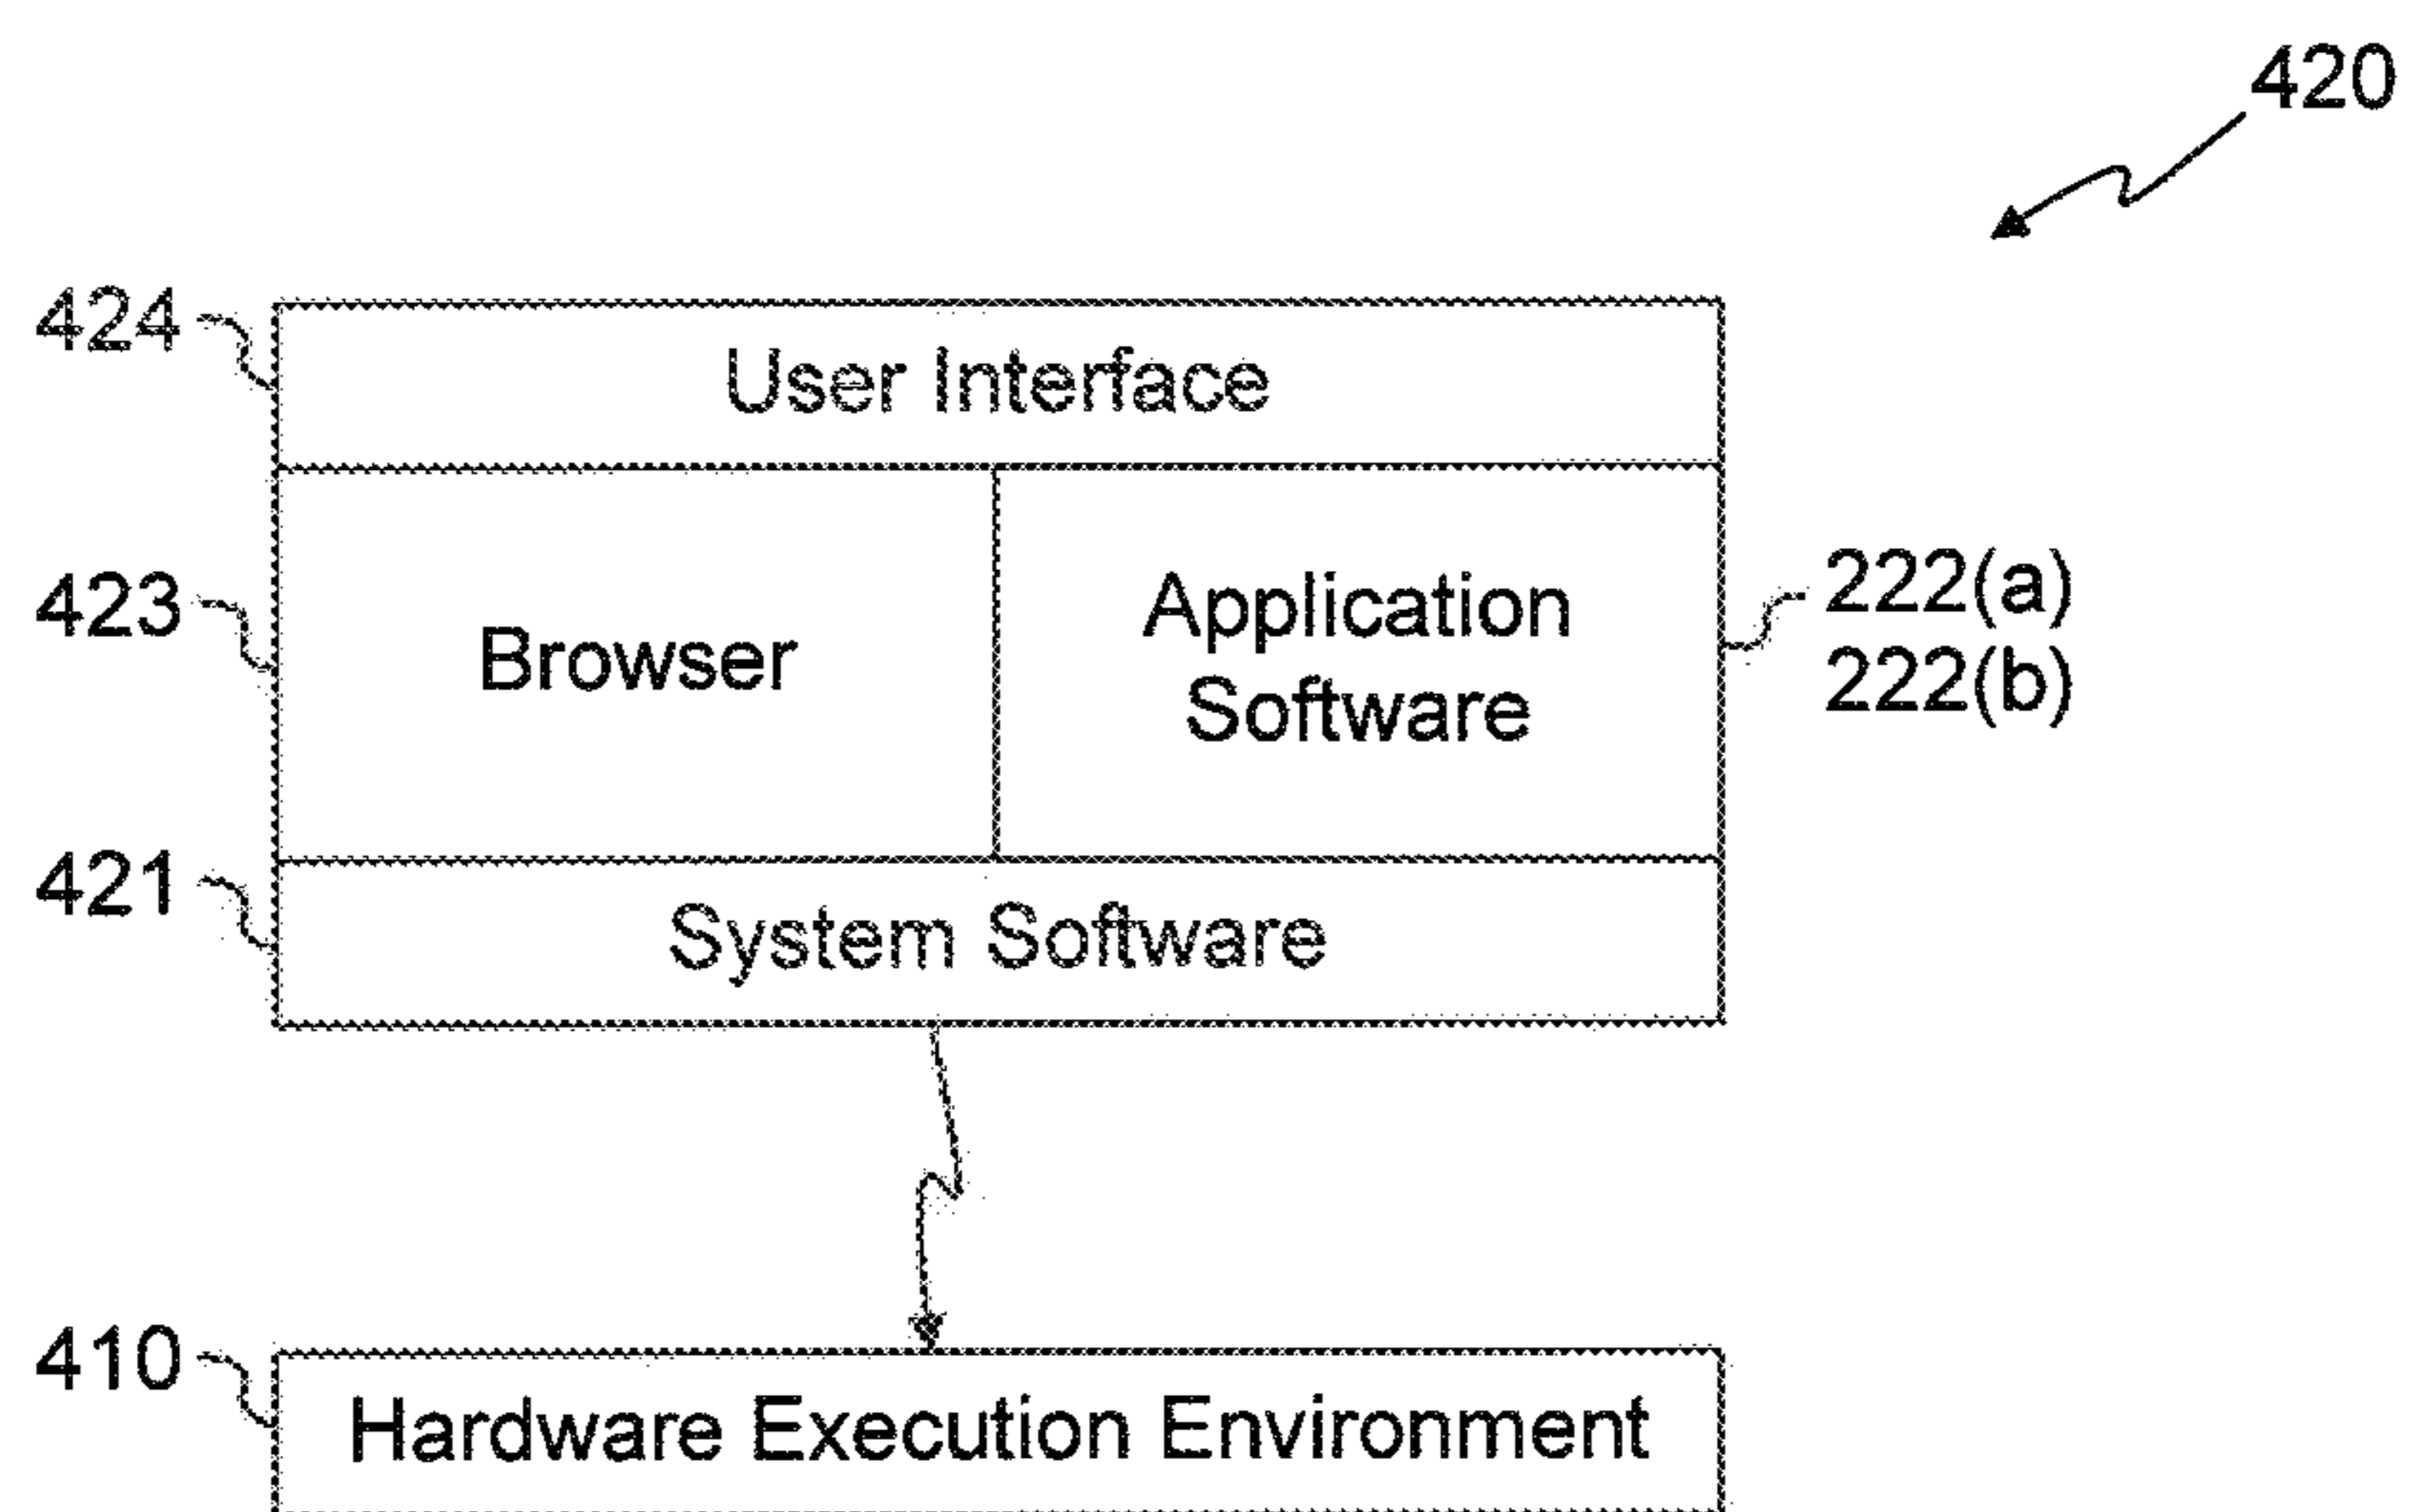 420
424
User Interface
423
Browser
Application
Software
222(a)
222(b)
421
System Software
410
Hardware Execution Environment